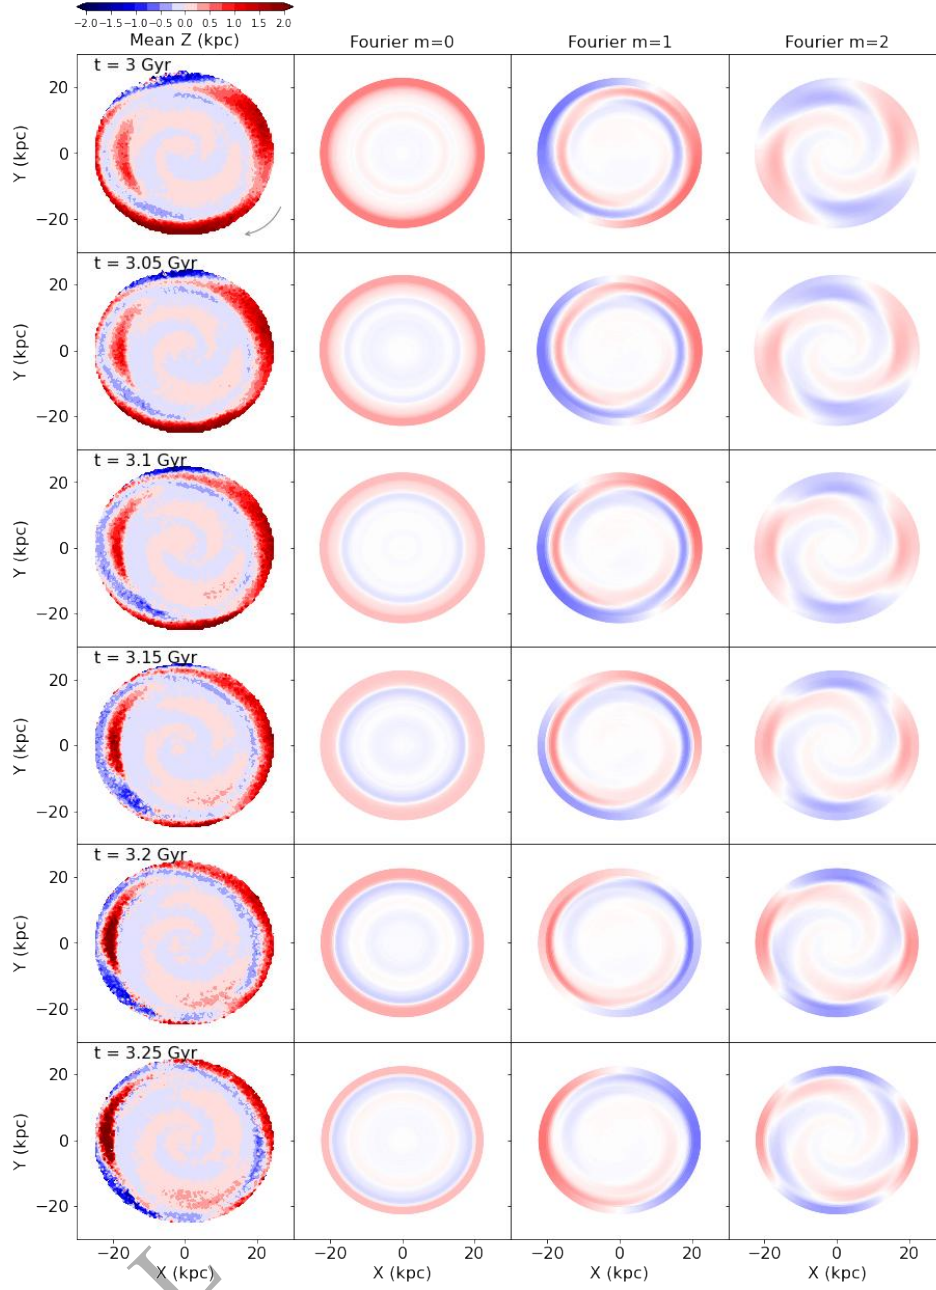 −2.0 −1.5 −1.0 −0.5 0.0 0.5 1.0 1.5 2.0
Mean Z (kpc) Fourier m=0 Fourier m=1 Fourier m=2
t = 3 Gyr
20
0
−20
Y (kpc)
t = 3.05 Gyr
20
0
−20
Y (kpc)
t = 3.1 Gyr
20
0
−20
Y (kpc)
t = 3.15 Gyr
20
0
−20
Y (kpc)
t = 3.2 Gyr
20
0
−20
Y (kpc)
t = 3.25 Gyr
20
0
−20
Y (kpc)
−20 0 20 −20 0 20 −20 0 20 −20 0 20
X (kpc) X (kpc) X (kpc) X (kpc)